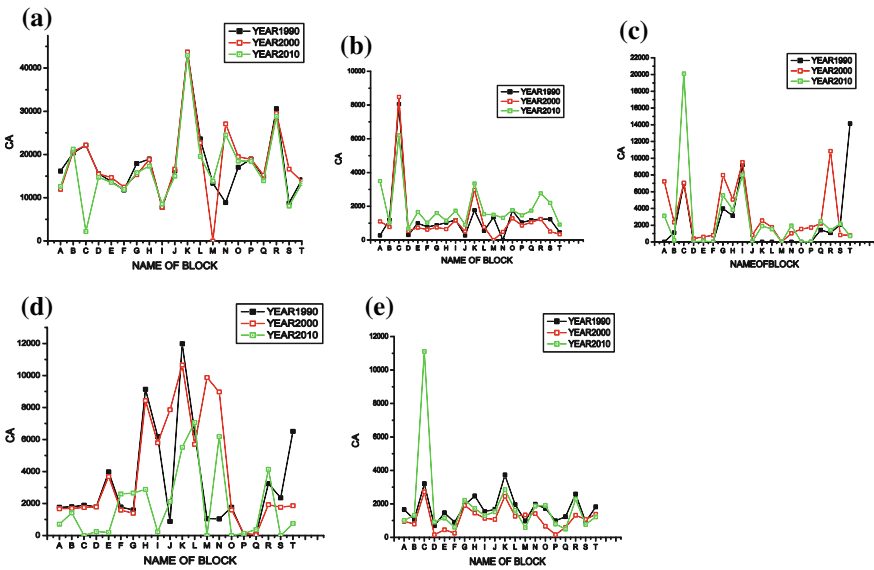 (a)
YEAR1990
YEAR2000
YEAR2010
40000
30000
20000
10000
0
CA
A B C D E F G H I J K L M N O P Q R S T
NAME OF BLOCK
(b)
YEAR1990
YEAR2000
YEAR2010
10000
8000
6000
4000
2000
0
CA
A B C D E F G H I J K L M N O P Q R S T
NAME OF BLOCK
(c)
YEAR1990
YEAR2000
YEAR2010
22000
20000
18000
16000
14000
12000
10000
8000
6000
4000
2000
0
CA
A B C D E F G H I J K L M N O P Q R S T
NAMEOFBLOCK
(d)
YEAR1990
YEAR2000
YEAR2010
12000
10000
8000
6000
4000
2000
0
CA
A B C D E F G H I J K L M N O P Q R S T
NAME OF BLOCK
(e)
YEAR1990
YEAR2000
YEAR2010
12000
10000
8000
6000
4000
2000
0
CA
A B C D E F G H I J K L M N O P Q R S T
NAME OF BLOCK